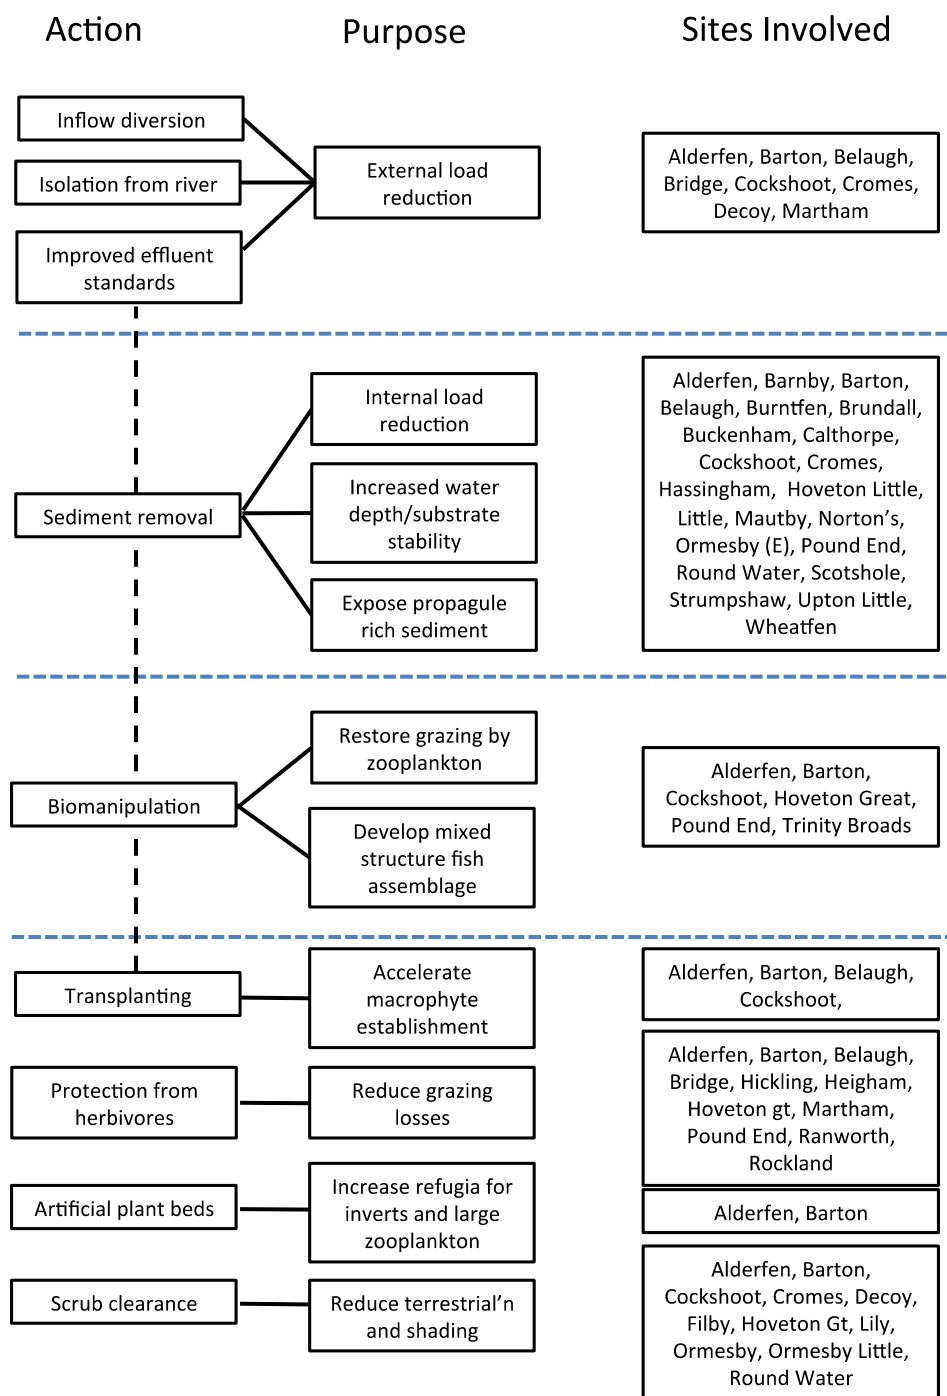 Action
Purpose
Sites Involved
Inflow diversion
Isolation from river
Improved effluent
standards
External load
reduction
Alderfen, Barton, Belaugh,
Bridge, Cockshoot, Cromes,
Decoy, Martham
Sediment removal
Internal load
reduction
Increased water
depth/substrate
stability
Expose propagule
rich sediment
Alderfen, Barnby, Barton,
Belaugh, Burntfen, Brundall,
Buckenham, Calthorpe,
Cockshoot, Cromes,
Hassingham, Hoveton Little,
Little, Mautby, Norton’s,
Ormesby (E), Pound End,
Round Water, Scotshole,
Strumpshaw, Upton Little,
Wheatfen
Biomanipulation
Restore grazing by
zooplankton
Develop mixed
structure fish
assemblage
Alderfen, Barton,
Cockshoot, Hoveton Great,
Pound End, Trinity Broads
Transplanting
Accelerate
macrophyte
establishment
Alderfen, Barton, Belaugh,
Cockshoot,
Protection from
herbivores
Reduce grazing
losses
Alderfen, Barton, Belaugh,
Bridge, Hickling, Heigham,
Hoveton gt, Martham,
Pound End, Ranworth,
Rockland
Artificial plant beds
Increase refugia for
inverts and large
zooplankton
Alderfen, Barton
Scrub clearance
Reduce terrestrial’n
and shading
Alderfen, Barton,
Cockshoot, Cromes, Decoy,
Filby, Hoveton Gt, Lily,
Ormesby, Ormesby Little,
Round Water